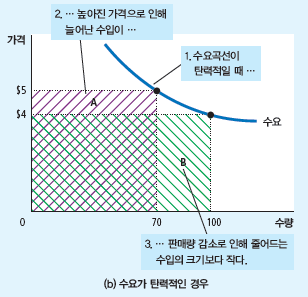 2. … 높아진 가격으로 인해
늘어난 수입이 …
가격
1. 수요곡선이
탄력적일 때 …
$5
A
$4
수요
B
0
70
100
수량
3. … 판매량 감소로 인해 줄어드는
수입의 크기보다 작다.
(b) 수요가 탄력적인 경우